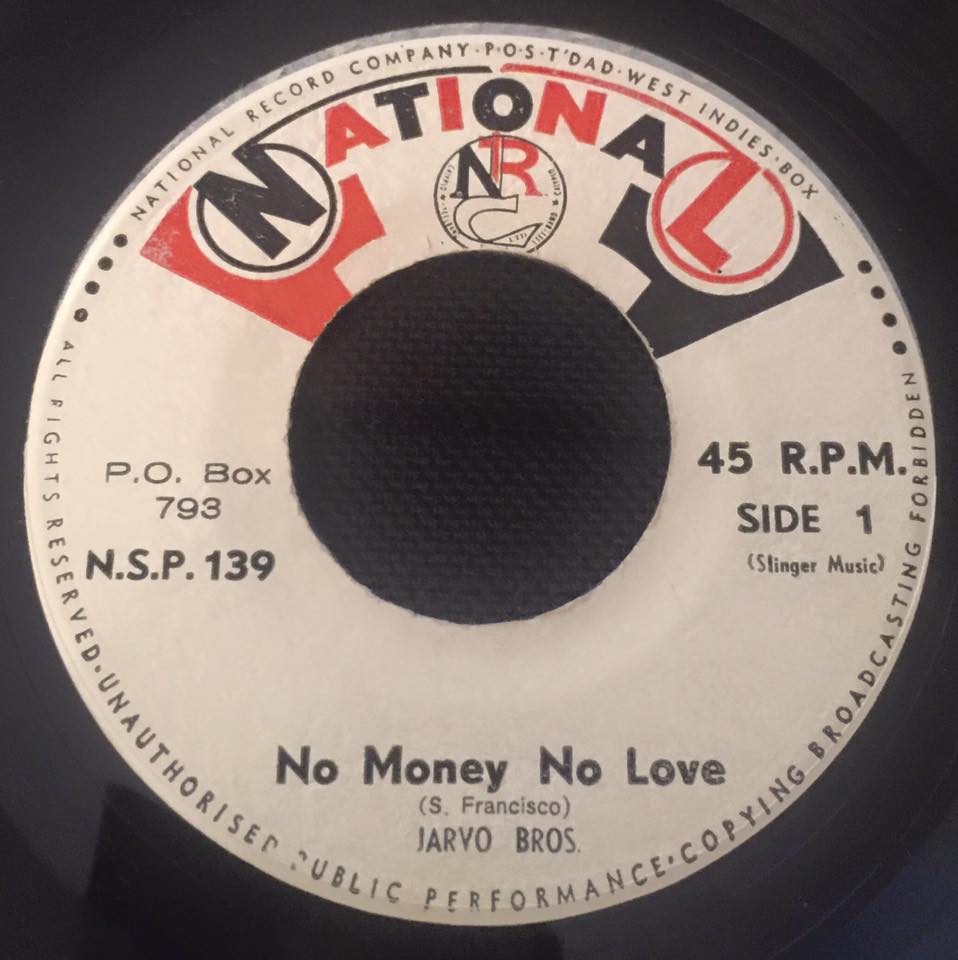 NATIONAL RECORD COMPANY·P·O·S·T'DAD·WEST INDIES·BOX
NATIONAL
NRC
LTD
P.O. Box
793
N.S.P. 139
45 R.P.M.
SIDE 1
(Slinger Music)
No Money No Love
(S. Francisco)
JARVO BROS.
ALL RIGHTS RESERVED·UNAUTHORISED PUBLIC PERFORMANCE·COPYING BROADCASTING FORBIDDEN